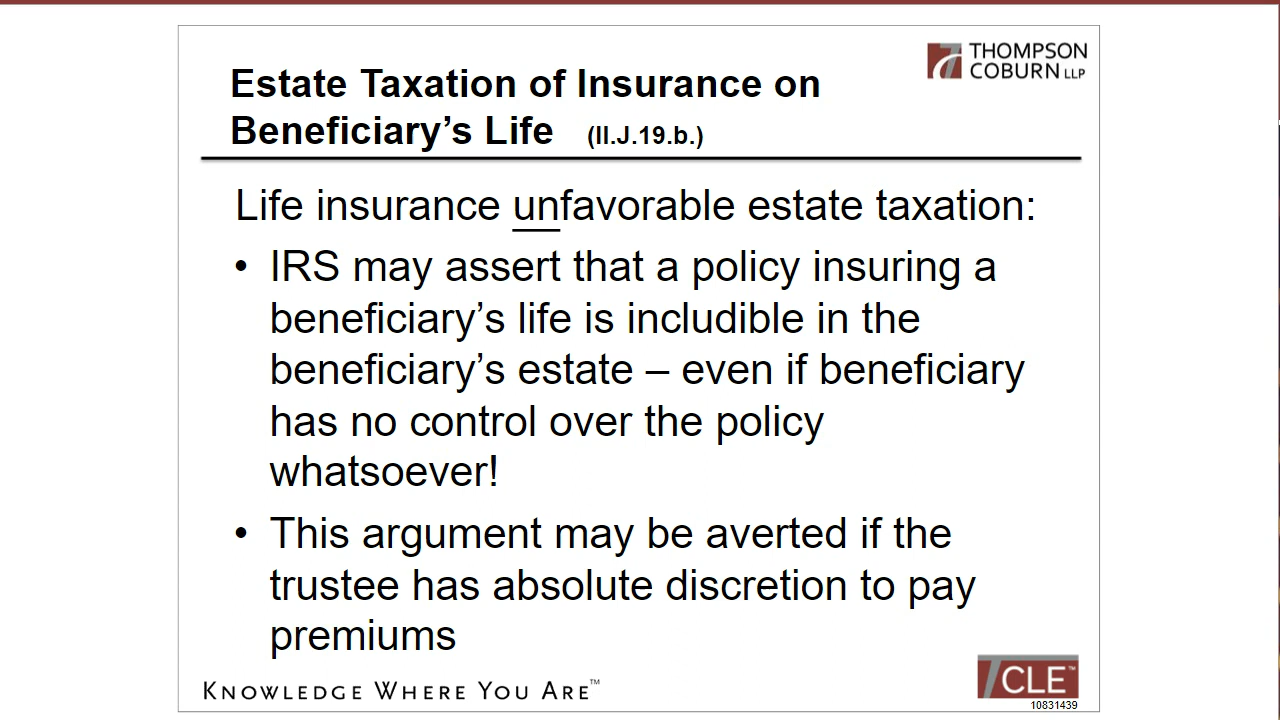 THOMPSON
COBURN LLP
Estate Taxation of Insurance on
Beneficiary’s Life (II.J.19.b.)
Life insurance unfavorable estate taxation:
• IRS may assert that a policy insuring a
beneficiary’s life is includible in the
beneficiary’s estate – even if beneficiary
has no control over the policy
whatsoever!
• This argument may be averted if the
trustee has absolute discretion to pay
premiums
KNOWLEDGE WHERE YOU ARE™
TCLE™
10831439